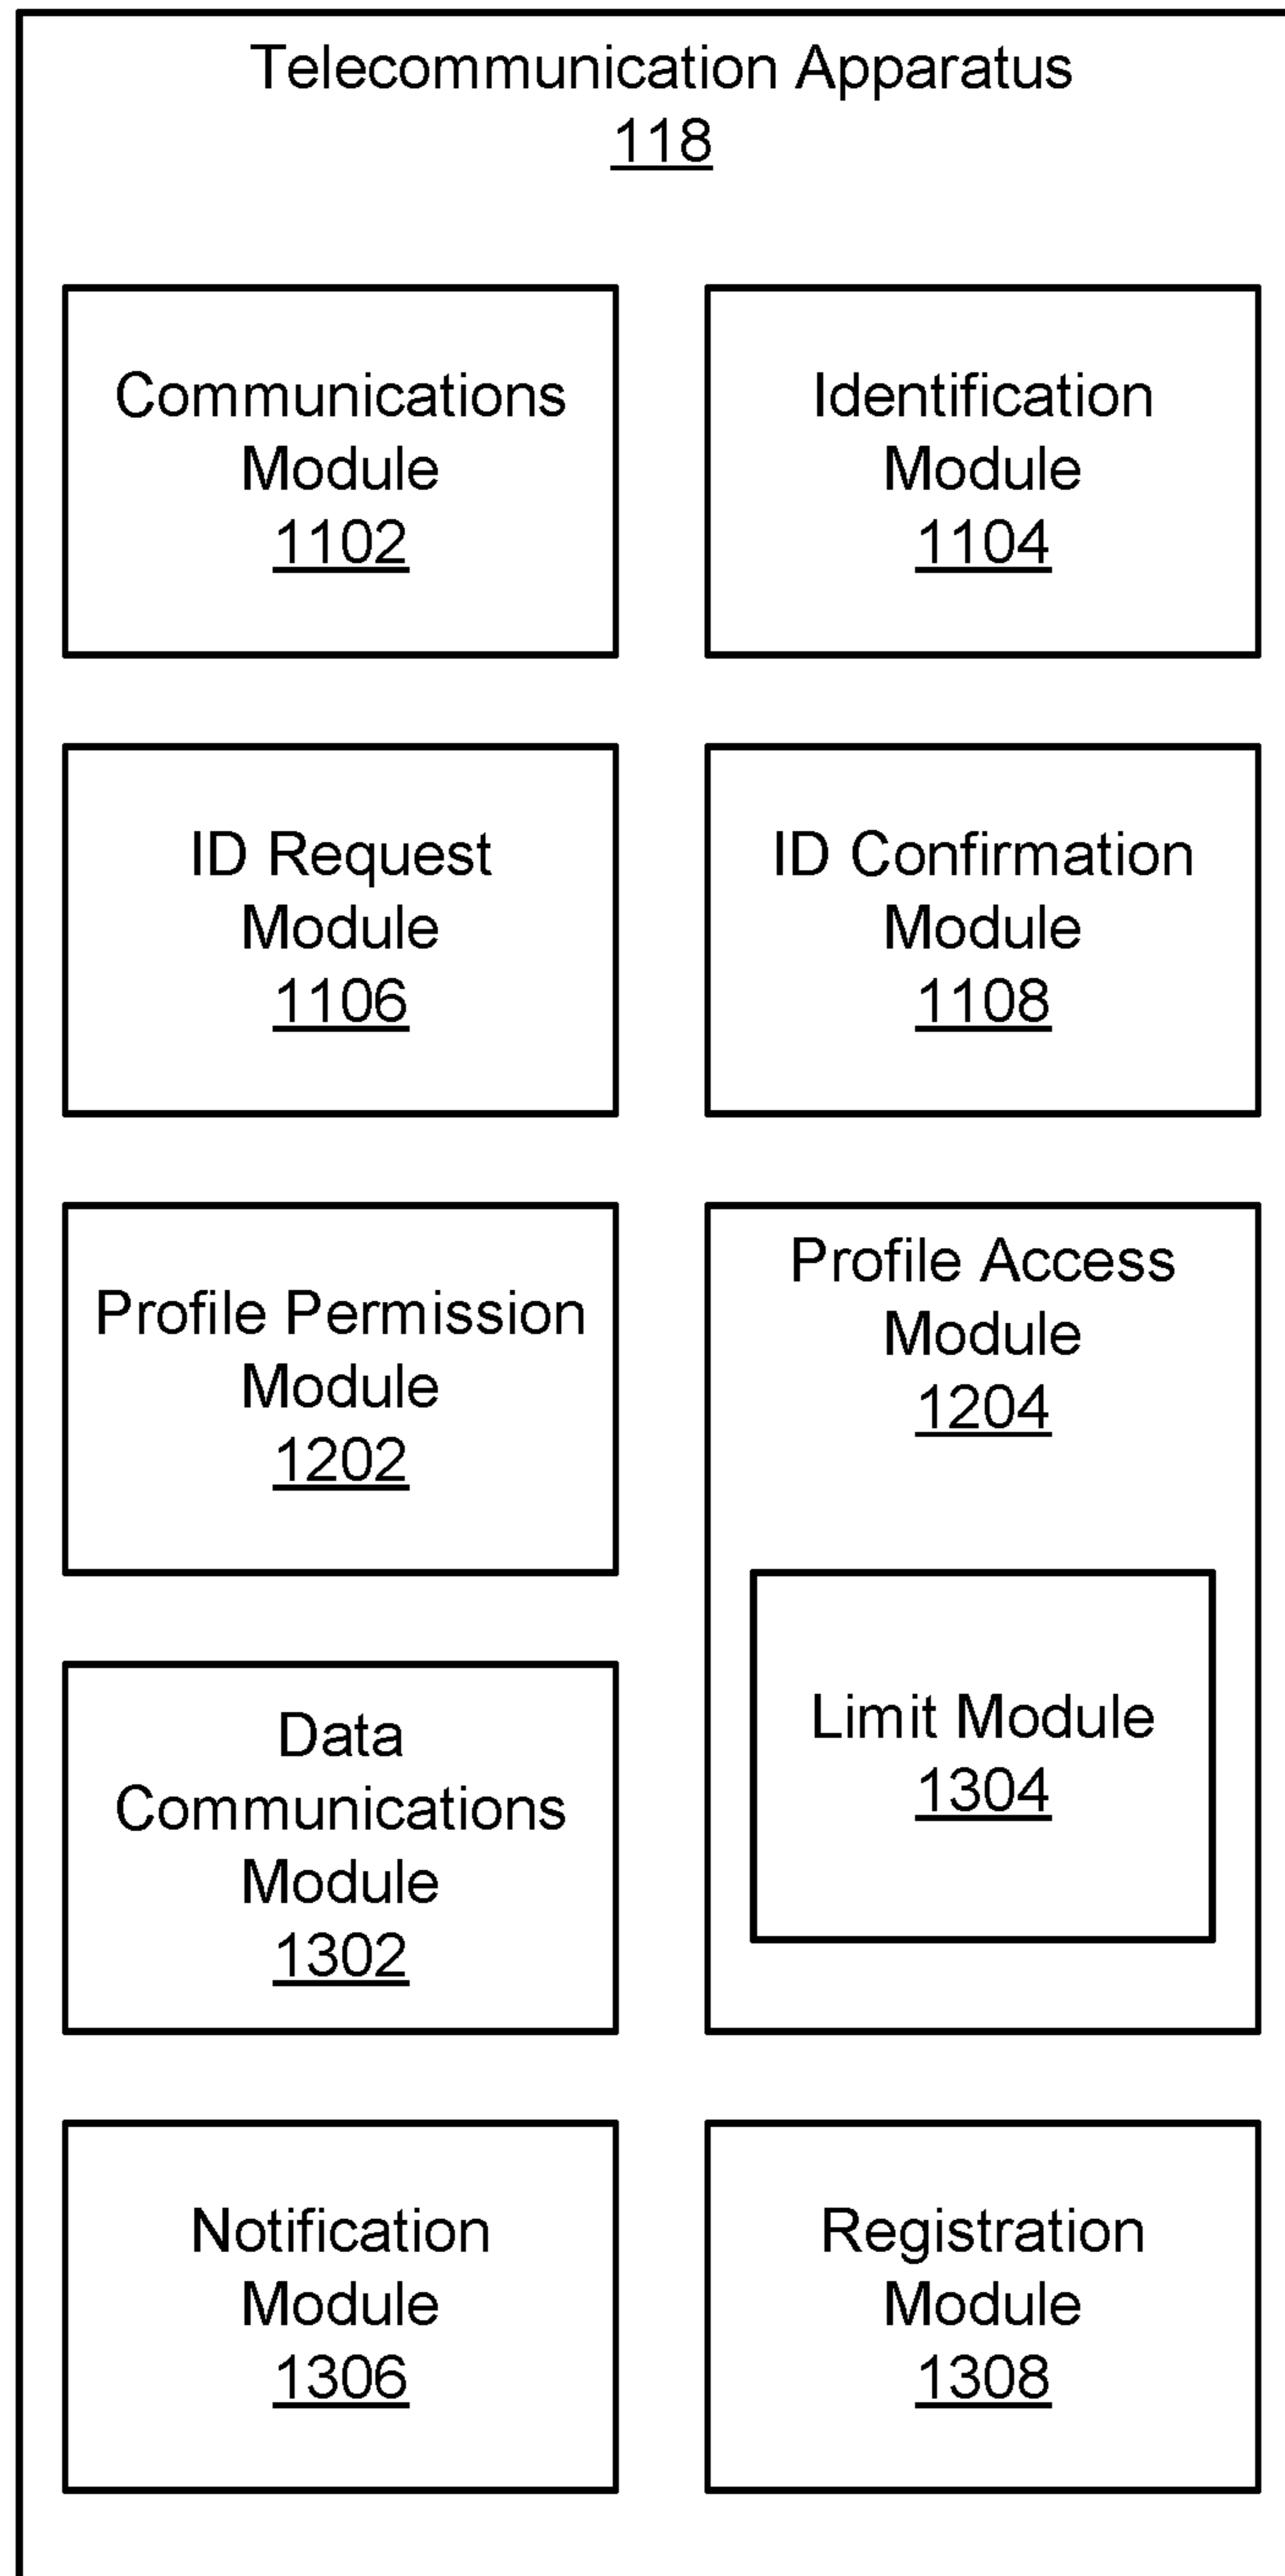 Telecommunication Apparatus
118
Communications
Module
1102
Identification
Module
1104
ID Request
Module
1106
ID Confirmation
Module
1108
Profile Permission
Module
1202
Profile Access
Module
1204
Data
Communications
Module
1302
Limit Module
1304
Notification
Module
1306
Registration
Module
1308